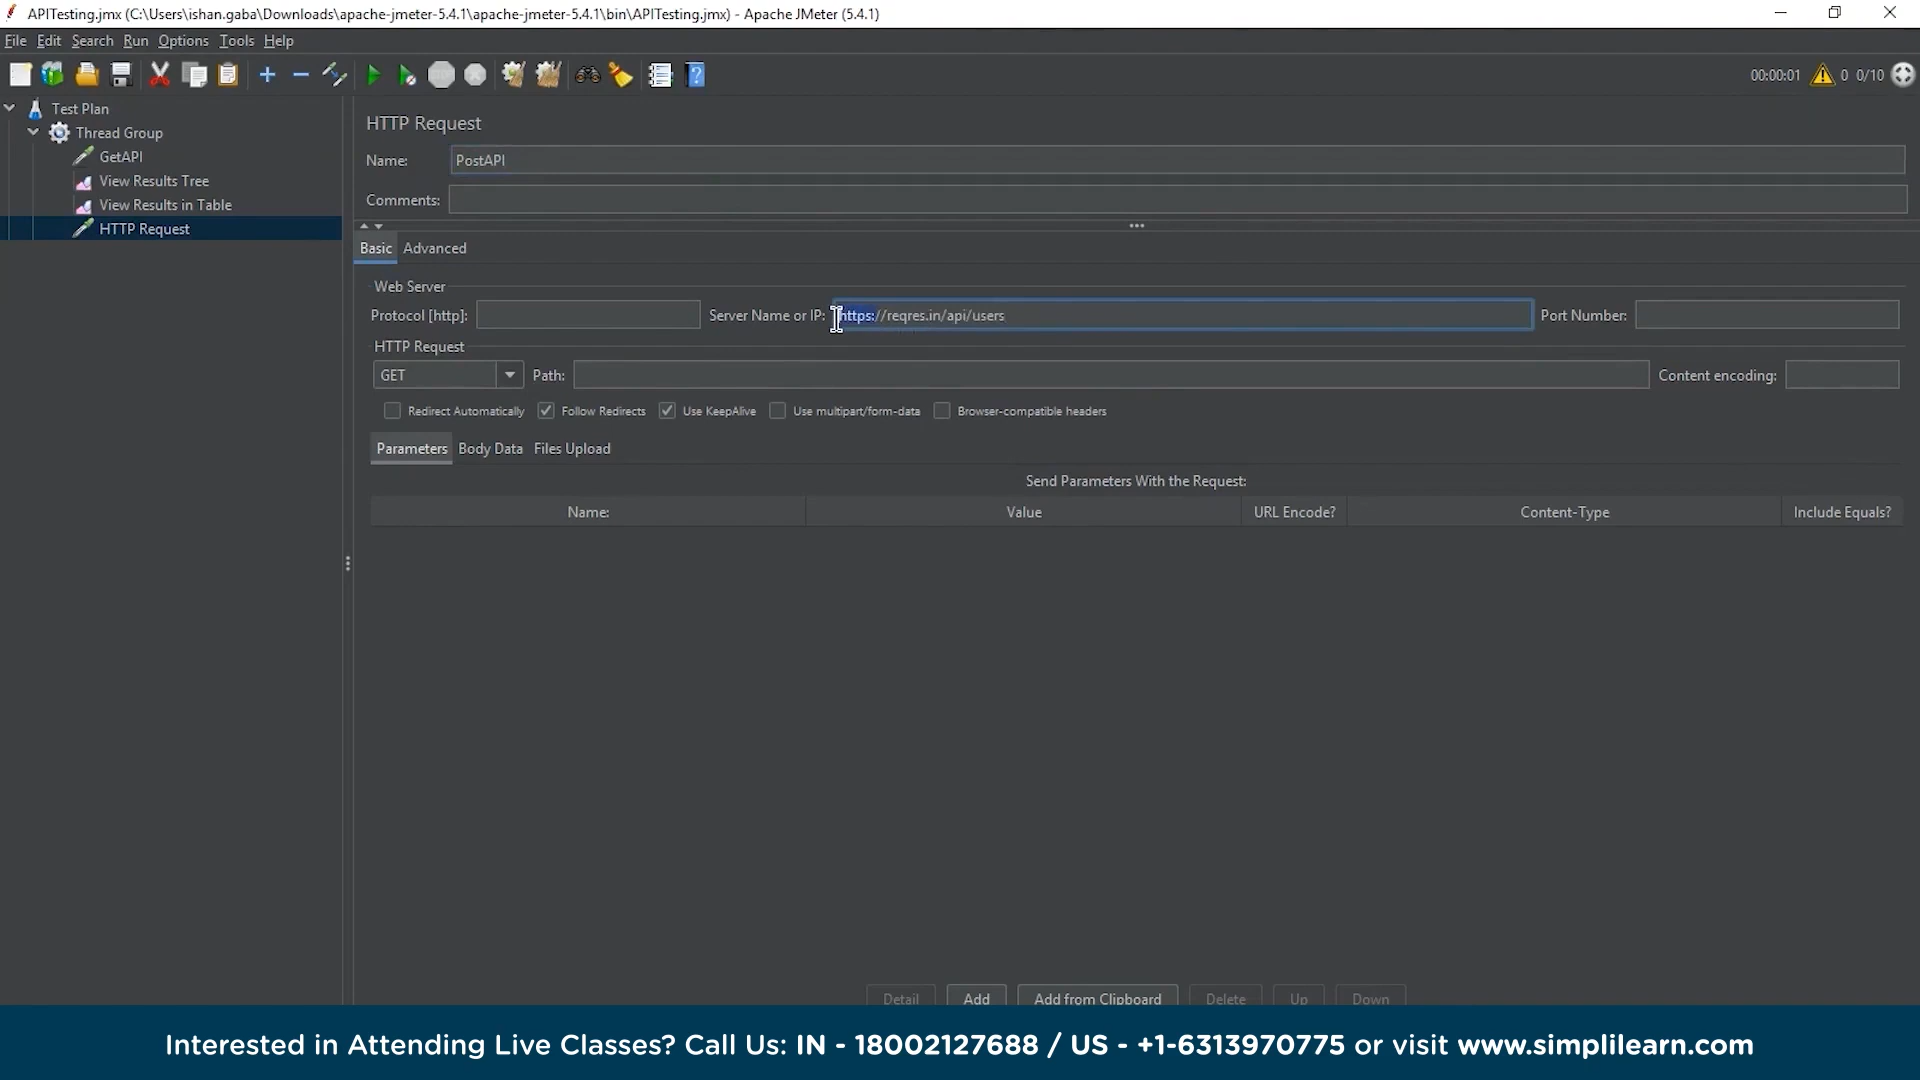 APITesting.jmx (C:\Users\ishan.gaba\Downloads\apache-jmeter-5.4.1\apache-jmeter-5.4.1\bin\APITesting.jmx) - Apache JMeter (5.4.1)
File Edit Search Run Options Tools Help
00:00:01 0 0/10
Test Plan
Thread Group
GetAPI
View Results Tree
View Results in Table
HTTP Request
HTTP Request
Name: PostAPI
Comments:
Basic Advanced
Web Server
Protocol [http]: Server Name or IP: https://reqres.in/api/users Port Number:
HTTP Request
GET Path: Content encoding:
Redirect Automatically Follow Redirects Use KeepAlive Use multipart/form-data Browser-compatible headers
Parameters Body Data Files Upload
Send Parameters With the Request:
Name: Value URL Encode? Content-Type Include Equals?
Detail Add Add from Clipboard Delete Up Down
Interested in Attending Live Classes? Call Us: IN - 18002127688 / US - +1-6313970775 or visit www.simplilearn.com